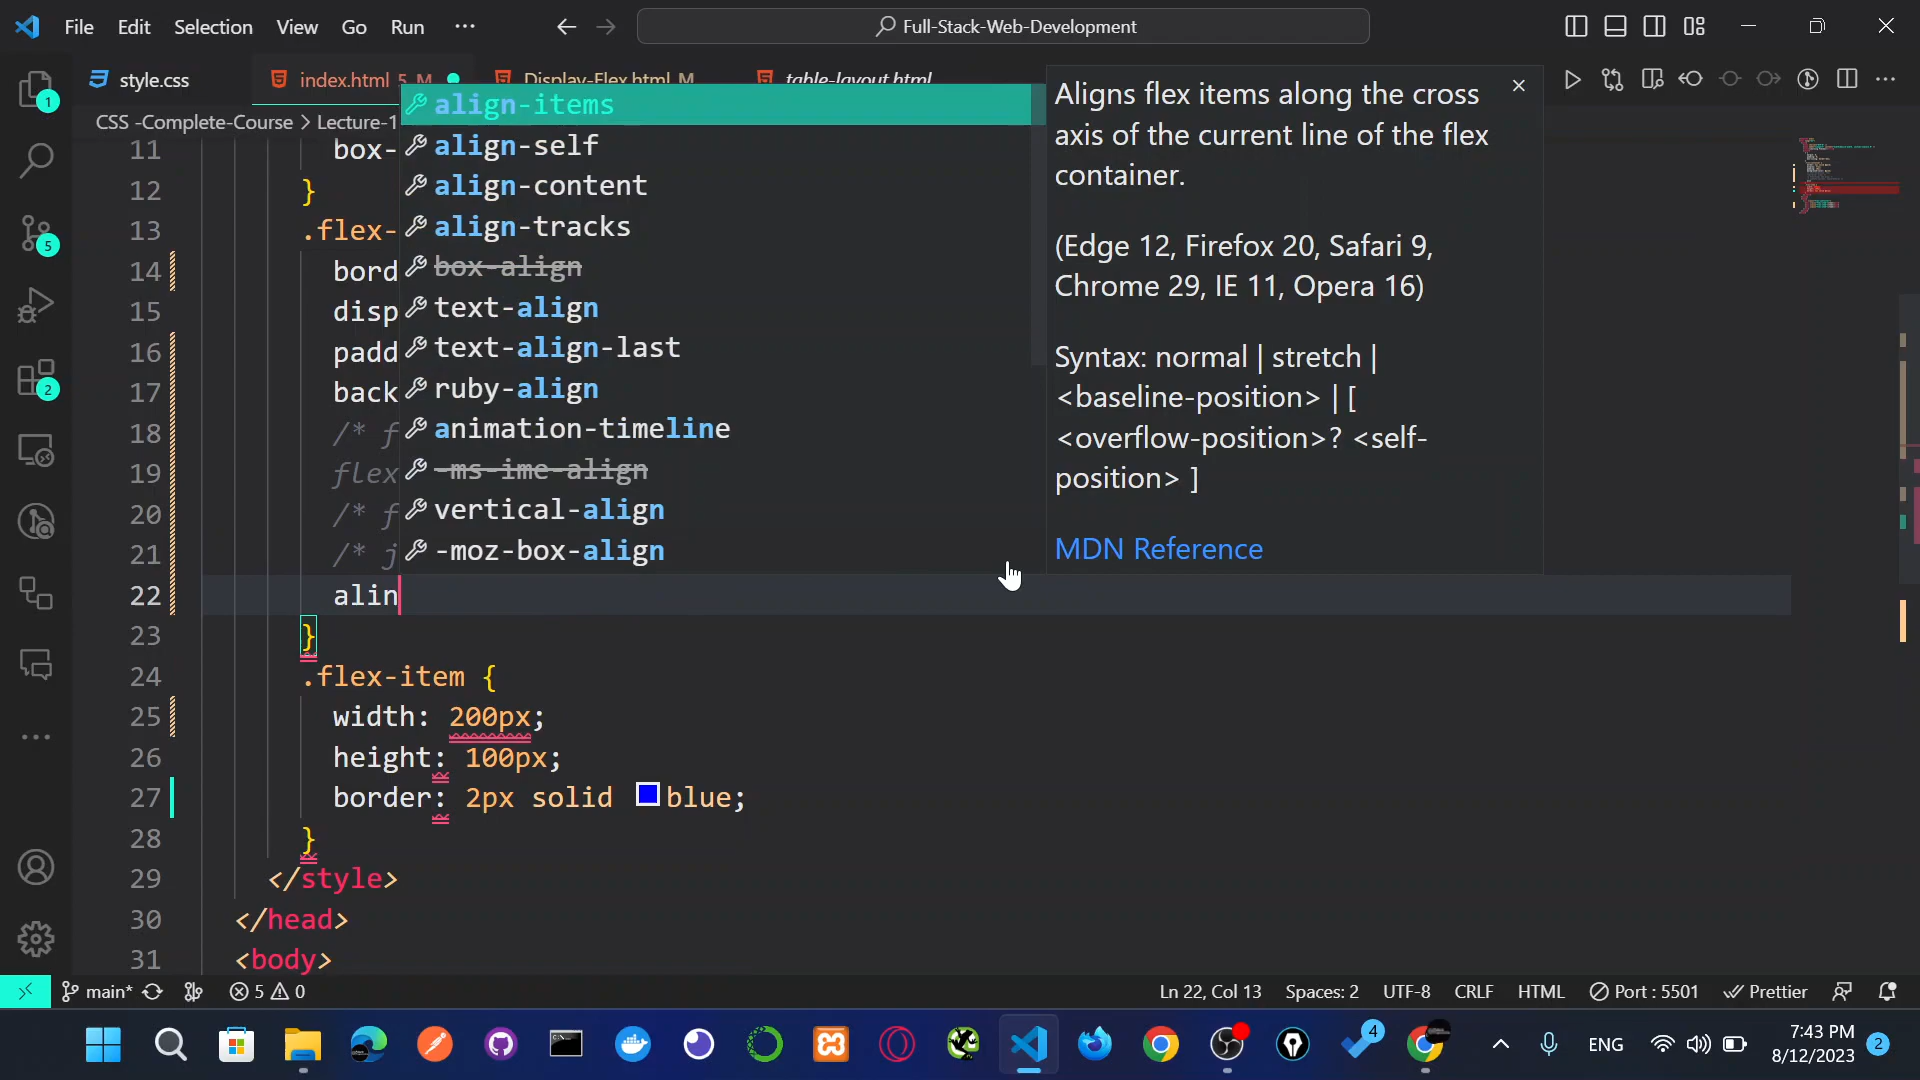 File Edit Selection View Go Run ··· Full-Stack-Web-Development
style.css index.html 5, M Display-Flex.html M table-layout.html
CSS -Complete-Course > Lecture-1
11 box-
12 }
13 .flex-
14 bord
15 disp
16 padd
17 back
18 /* f
19 flex
20 /* f
21 /* j
22 alin
23 }
24 .flex-item {
25 width: 200px;
26 height: 100px;
27 border: 2px solid blue;
28 }
29 </style>
30 </head>
31 <body>
align-items
align-self
align-content
align-tracks
box-align
text-align
text-align-last
ruby-align
animation-timeline
-ms-ime-align
vertical-align
-moz-box-align
Aligns flex items along the cross
axis of the current line of the flex
container.
(Edge 12, Firefox 20, Safari 9,
Chrome 29, IE 11, Opera 16)
Syntax: normal | stretch |
<baseline-position> | [
<overflow-position>? <self-
position> ]
MDN Reference
1
5
2
main* 5 0 Ln 22, Col 13 Spaces: 2 UTF-8 CRLF HTML Port : 5501 Prettier
4 ENG 7:43 PM
8/12/2023 2